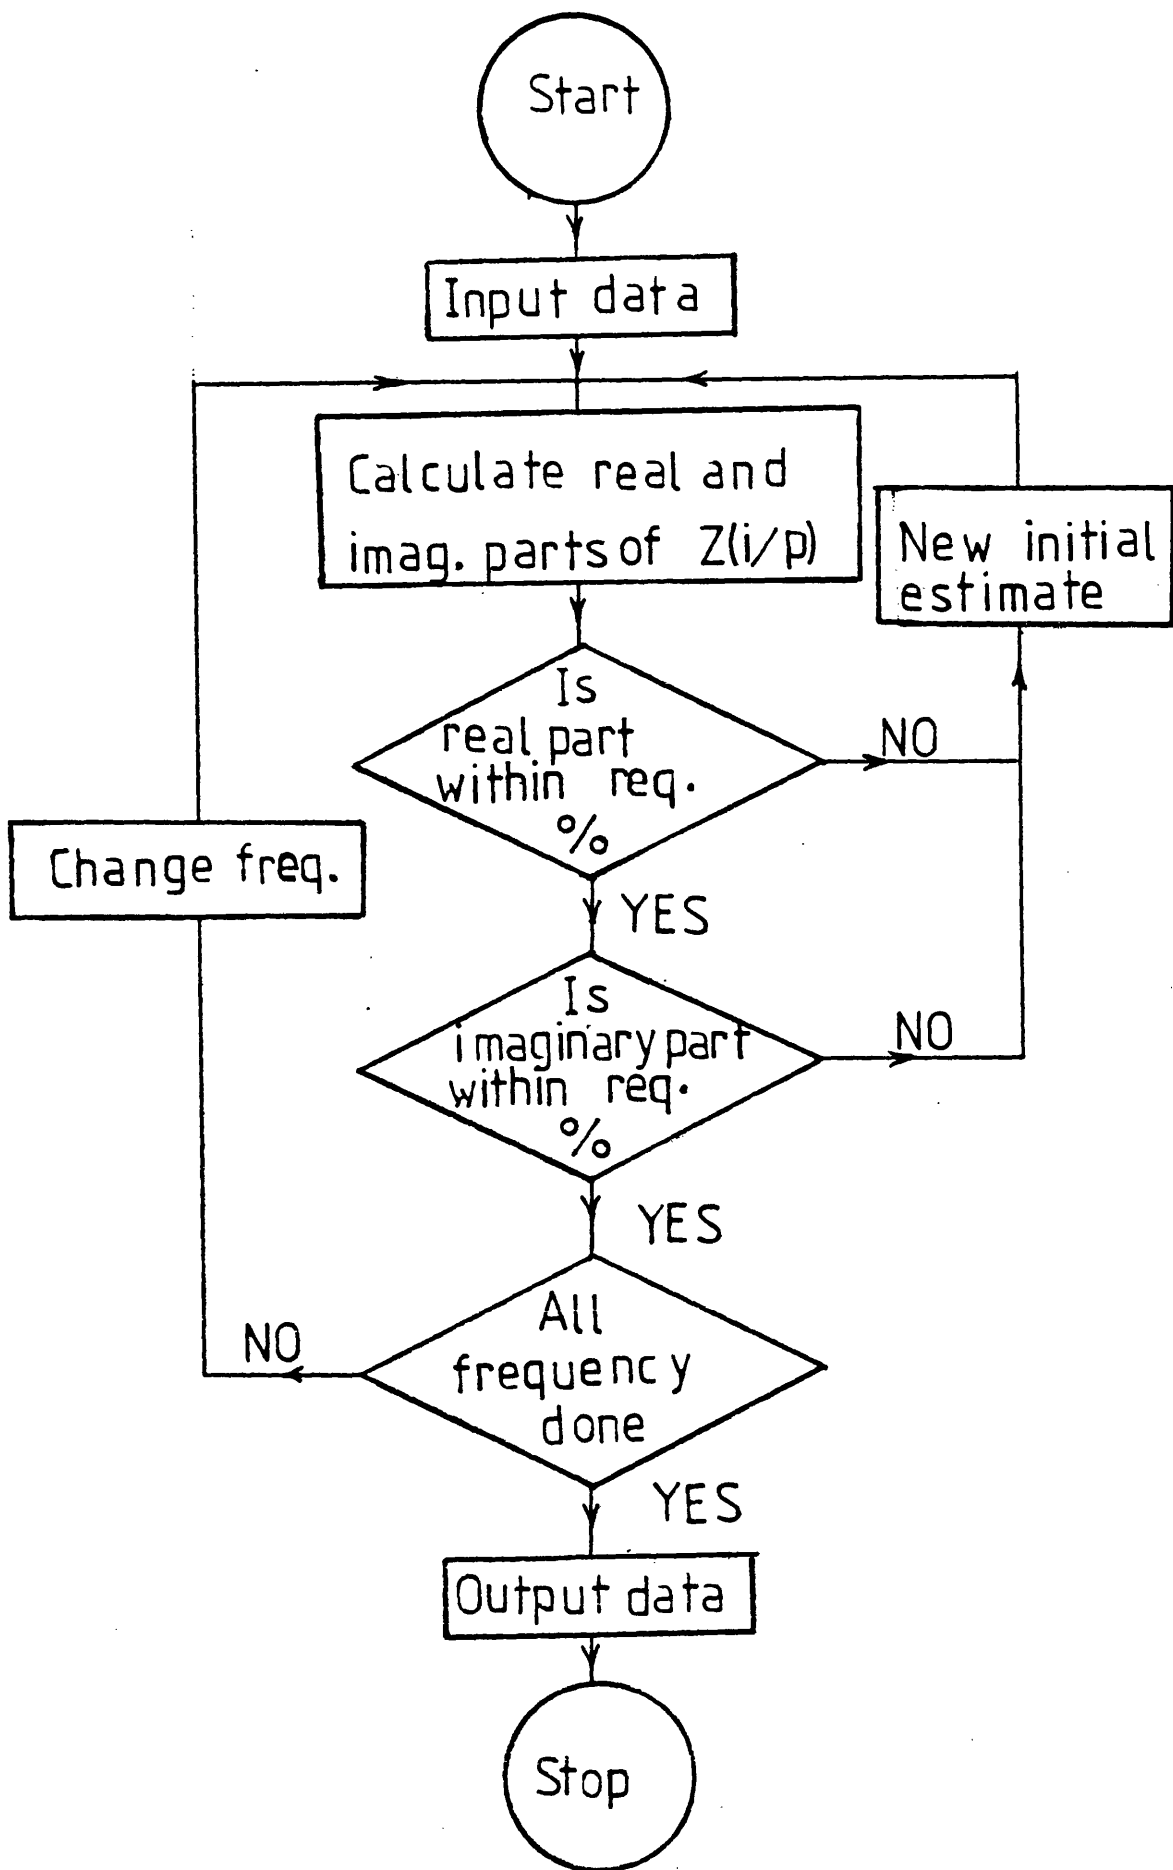 Start
Input data
Calculate real and
imag. parts of Z(i/p)
New initial
estimate
Is
real part
within req.
%
NO
Change freq.
YES
Is
imaginary part
within req.
%
NO
YES
All
frequency
done
NO
YES
Output data
Stop